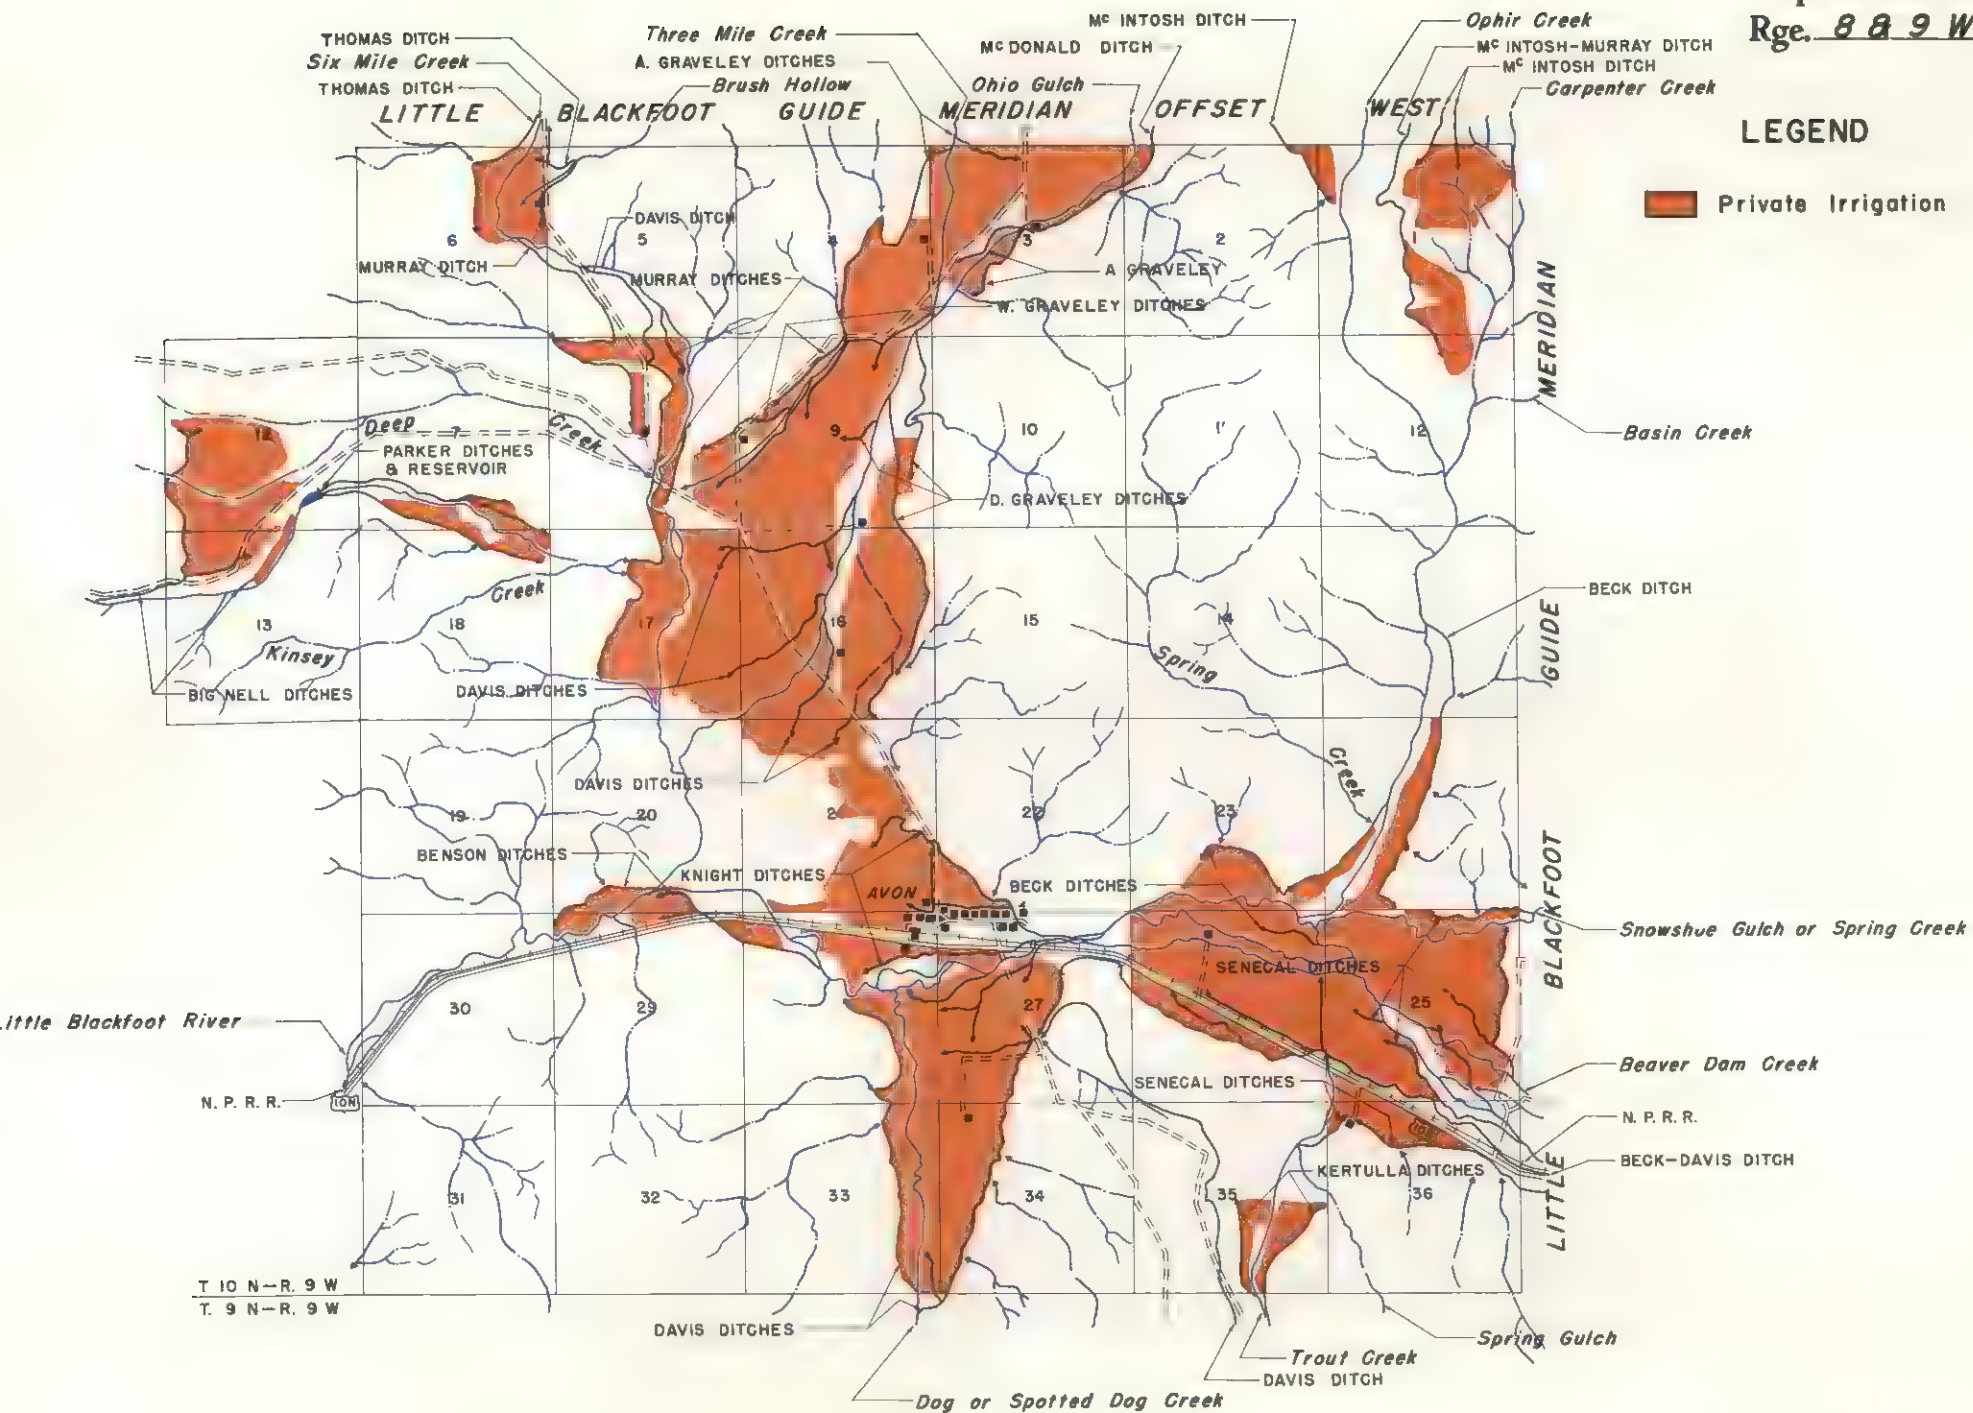 Rge. 8 & 9 W
THOMAS DITCH
Six Mile Creek
THOMAS DITCH
Three Mile Creek
A. GRAVELEY DITCHES
Brush Hollow
Mc INTOSH DITCH
Mc DONALD DITCH
Ohio Gulch
Ophir Creek
Mc INTOSH-MURRAY DITCH
Mc INTOSH DITCH
Carpenter Creek
LITTLE BLACKFOOT GUIDE MERIDIAN OFFSET WEST
LEGEND
Private Irrigation
6
5
4
3
2
1
DAVIS DITCH
MURRAY DITCH
MURRAY DITCHES
A GRAVELEY
W. GRAVELEY DITCHES
MERIDIAN
12
Deep Creek
7
9
10
11
12
Basin Creek
PARKER DITCHES
& RESERVOIR
D. GRAVELEY DITCHES
BECK DITCH
Creek
13
18
17
16
15
14
GUIDE
Kinsey
Spring
BIG NELL DITCHES
DAVIS DITCHES
Creek
DAVIS DITCHES
19
20
22
23
BENSON DITCHES
KNIGHT DITCHES
AVON
BECK DITCHES
BLACKFOOT
Snowshue Gulch or Spring Creek
SENECAL DITCHES
30
29
27
25
Little Blackfoot River
Beaver Dam Creek
SENECAL DITCHES
N. P. R. R.
10N
N. P. R. R.
BECK-DAVIS DITCH
KERTULLA DITCHES
31
32
33
34
35
36
LITTLE
T 10 N-R. 9 W
T. 9 N-R. 9 W
DAVIS DITCHES
Spring Gulch
Trout Creek
DAVIS DITCH
Dog or Spotted Dog Creek